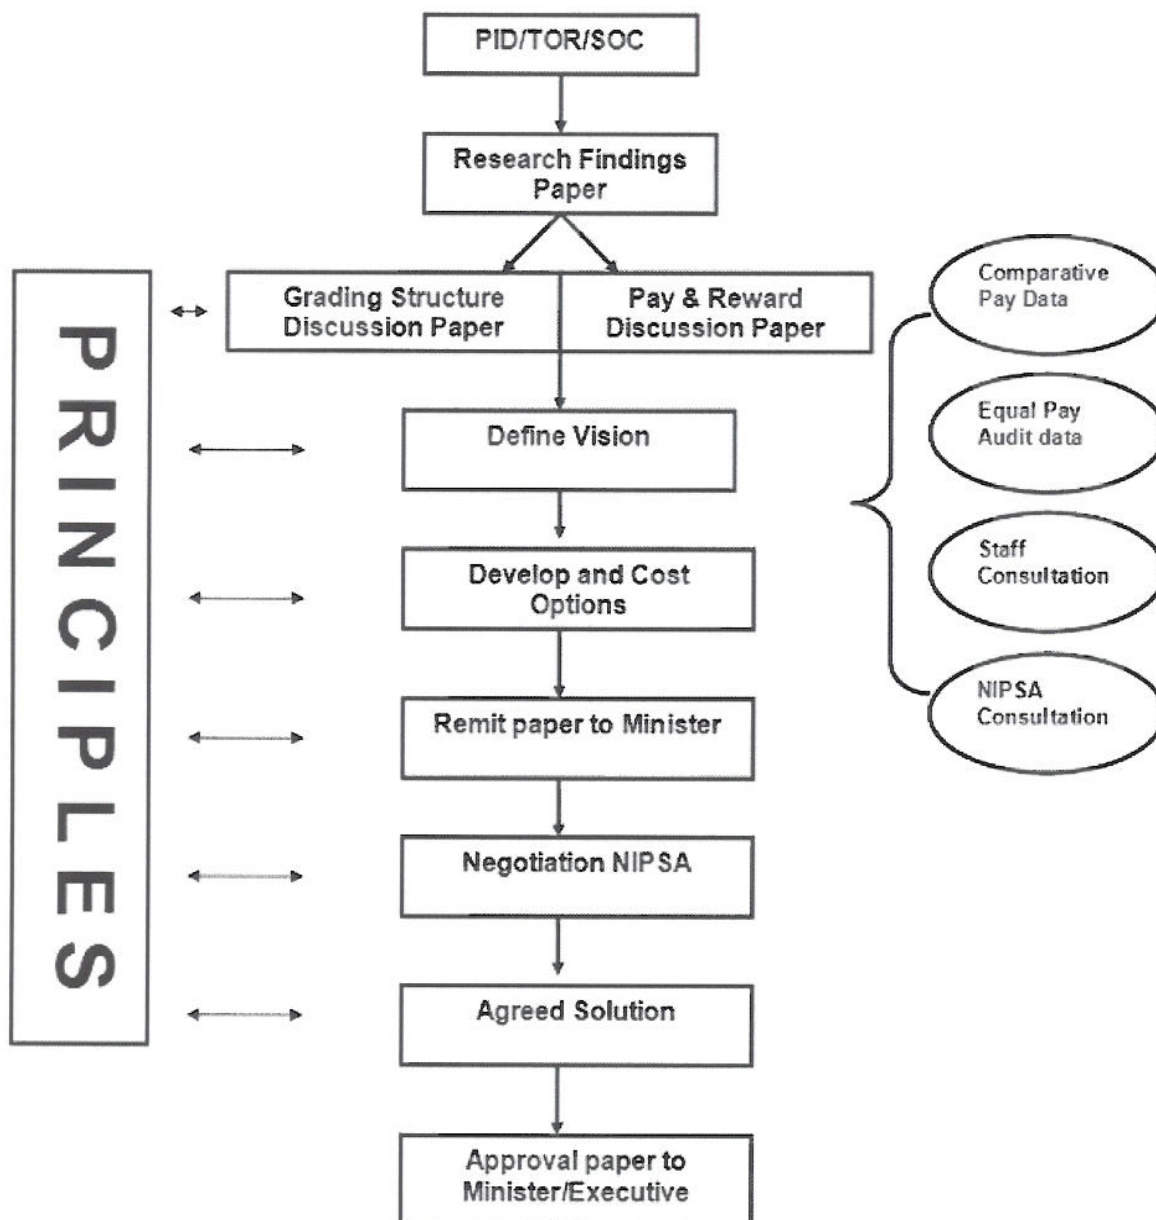 PID/TOR/SOC
Research Findings
Paper
Grading Structure
Discussion Paper
Pay & Reward
Discussion Paper
Define Vision
Develop and Cost
Options
Remit paper to Minister
Negotiation NIPSA
Agreed Solution
Approval paper to
Minister/Executive
PRINCIPLES
Comparative
Pay Data
Equal Pay
Audit data
Staff
Consultation
NIPSA
Consultation